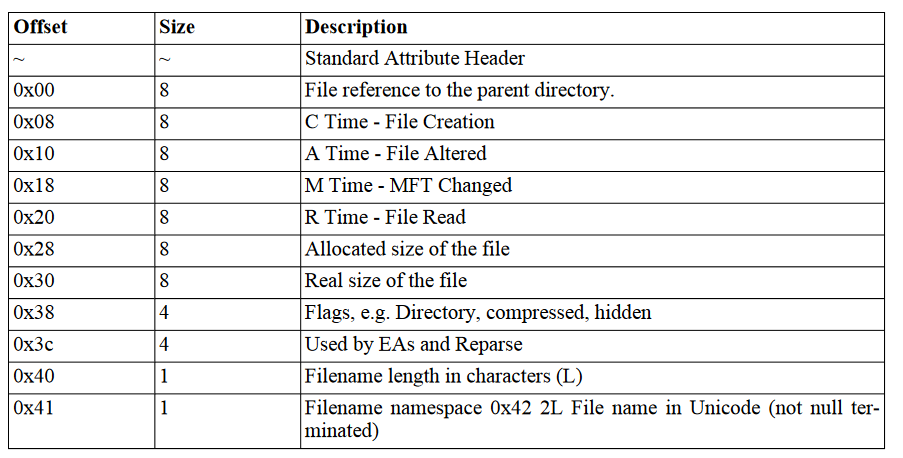 Offset Size Description
~ ~ Standard Attribute Header
0x00 8 File reference to the parent directory.
0x08 8 C Time - File Creation
0x10 8 A Time - File Altered
0x18 8 M Time - MFT Changed
0x20 8 R Time - File Read
0x28 8 Allocated size of the file
0x30 8 Real size of the file
0x38 4 Flags, e.g. Directory, compressed, hidden
0x3c 4 Used by EAs and Reparse
0x40 1 Filename length in characters (L)
0x41 1 Filename namespace 0x42 2L File name in Unicode (not null ter-
minated)